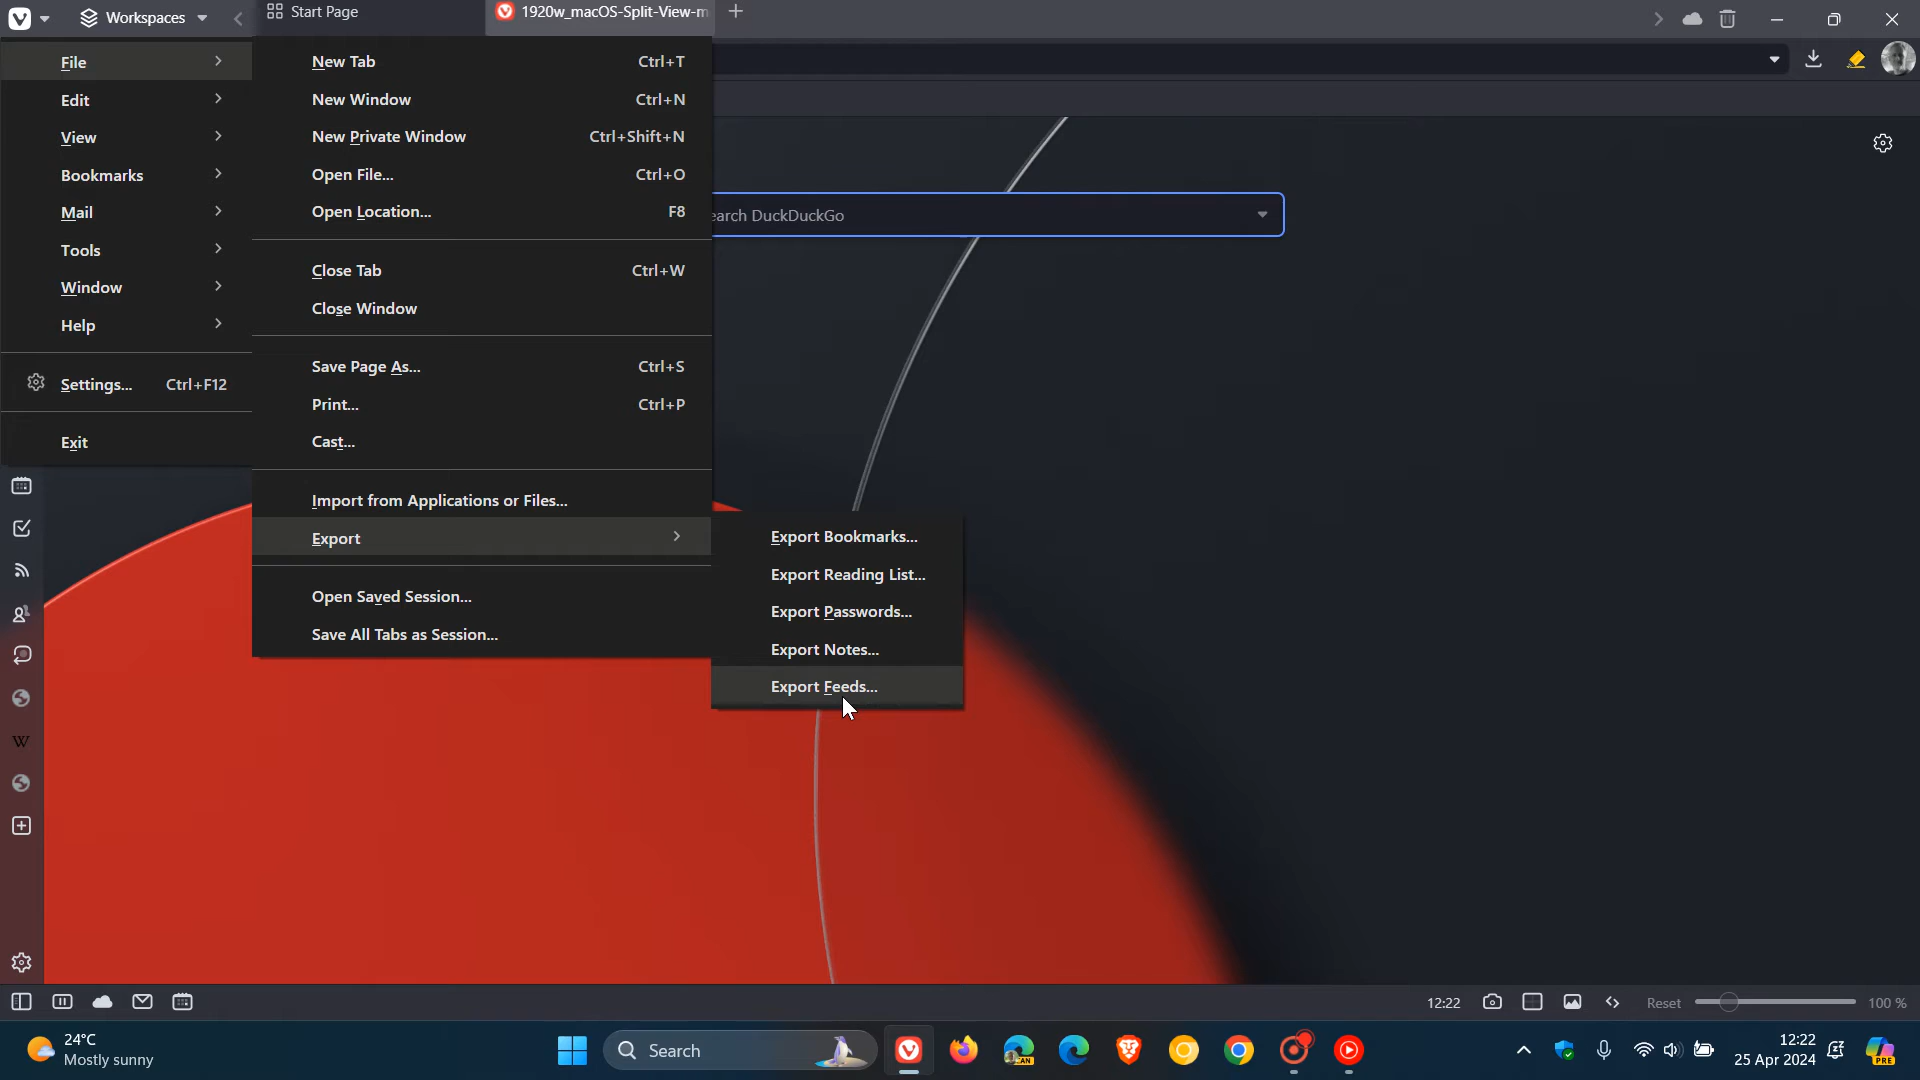 Workspaces
Start Page
1920w_macOS-Split-View-m
File
Edit
View
Bookmarks
Mail
Tools
Window
Help
Settings... Ctrl+F12
Exit
New Tab Ctrl+T
New Window Ctrl+N
New Private Window Ctrl+Shift+N
Open File... Ctrl+O
Open Location... F8
Close Tab Ctrl+W
Close Window
Save Page As... Ctrl+S
Print... Ctrl+P
Cast...
Import from Applications or Files...
Export
Open Saved Session...
Save All Tabs as Session...
Export Bookmarks...
Export Reading List...
Export Passwords...
Export Notes...
Export Feeds...
earch DuckDuckGo
W
12:22
Reset
100 %
24°C
Mostly sunny
Search
CAN
12:22
25 Apr 2024
PRE